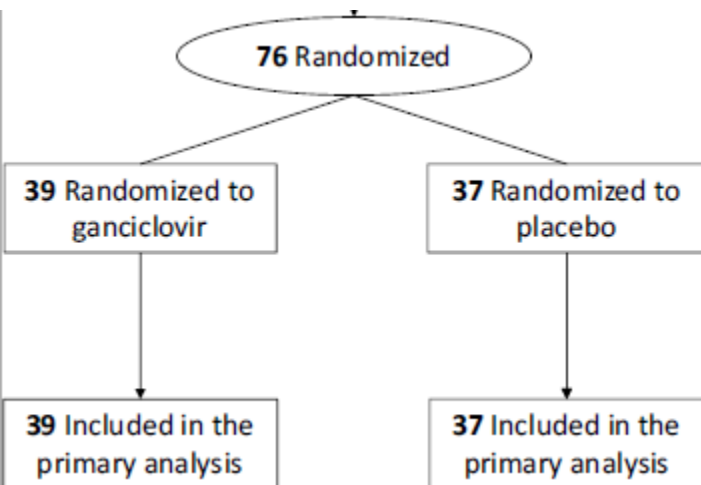 76 Randomized
39 Randomized to
ganciclovir
37 Randomized to
placebo
39 Included in the
primary analysis
37 Included in the
primary analysis